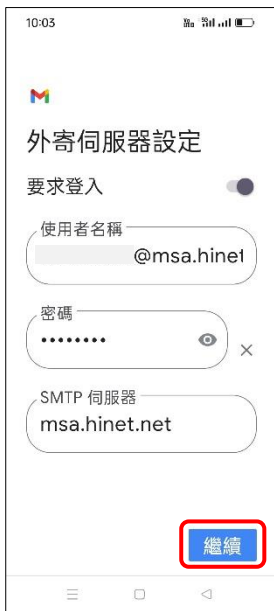 10:03
外寄伺服器設定
要求登入
使用者名稱
@msa.hinet
密碼
••••••••
SMTP 伺服器
msa.hinet.net
繼續